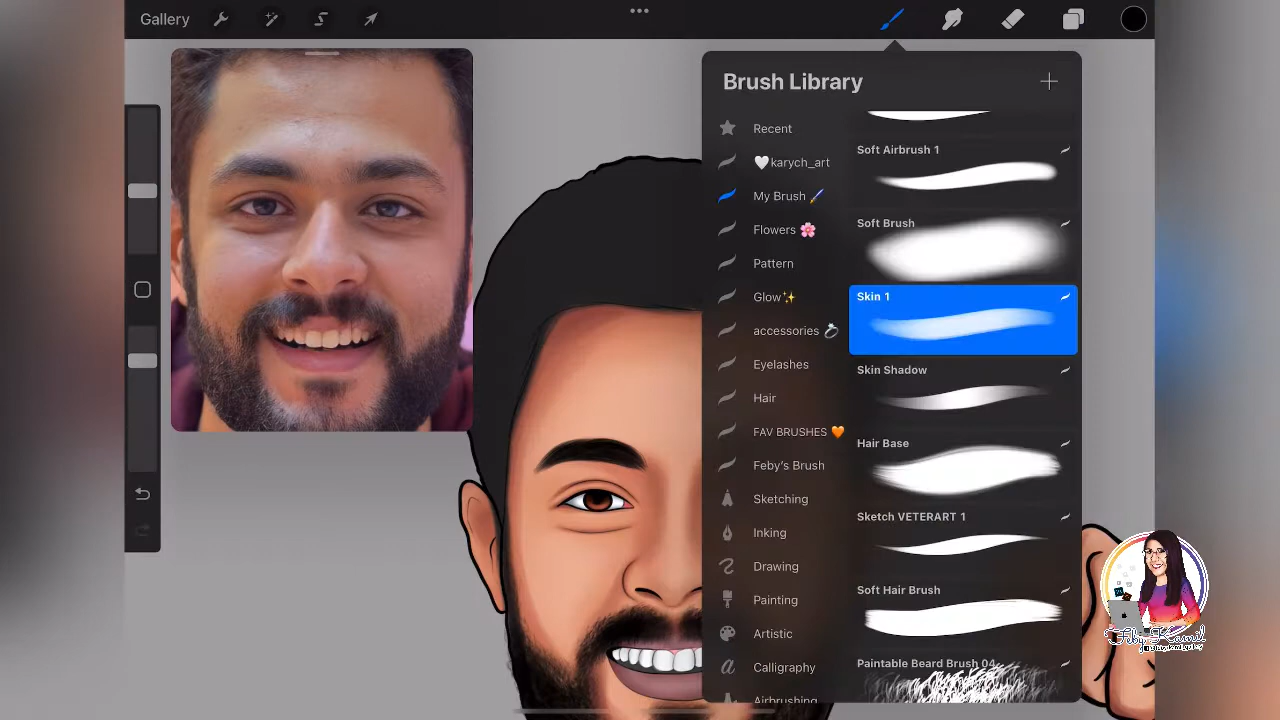 Gallery
Brush Library
Recent
🤍karych_art
My Brush 🖌️
Flowers 🌸
Pattern
Glow✨
accessories 💍
Eyelashes
Hair
FAV BRUSHES 🧡
Feby's Brush
Sketching
Inking
Drawing
Painting
Artistic
Calligraphy
Airbrushing
Soft Airbrush 1
Soft Brush
Skin 1
Skin Shadow
Hair Base
Sketch VETERART 1
Soft Hair Brush
Paintable Beard Brush 04